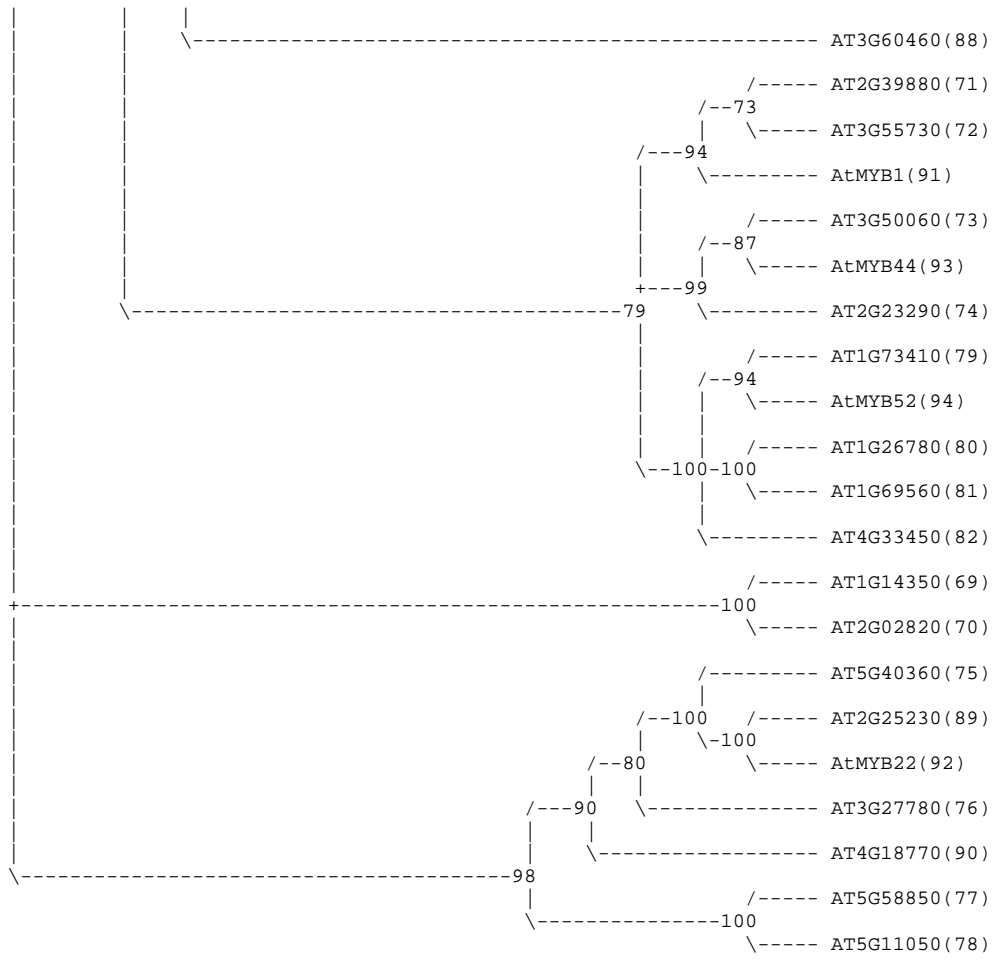 AT3G60460(88)
AT2G39880(71)
73
AT3G55730(72)
94
AtMYB1(91)
AT3G50060(73)
87
AtMYB44(93)
99
79 AT2G23290(74)
AT1G73410(79)
94
AtMYB52(94)
AT1G26780(80)
100-100
AT1G69560(81)
AT4G33450(82)
AT1G14350(69)
100
AT2G02820(70)
AT5G40360(75)
100 AT2G25230(89)
100
80 AtMYB22(92)
90 AT3G27780(76)
AT4G18770(90)
98
AT5G58850(77)
100
AT5G11050(78)